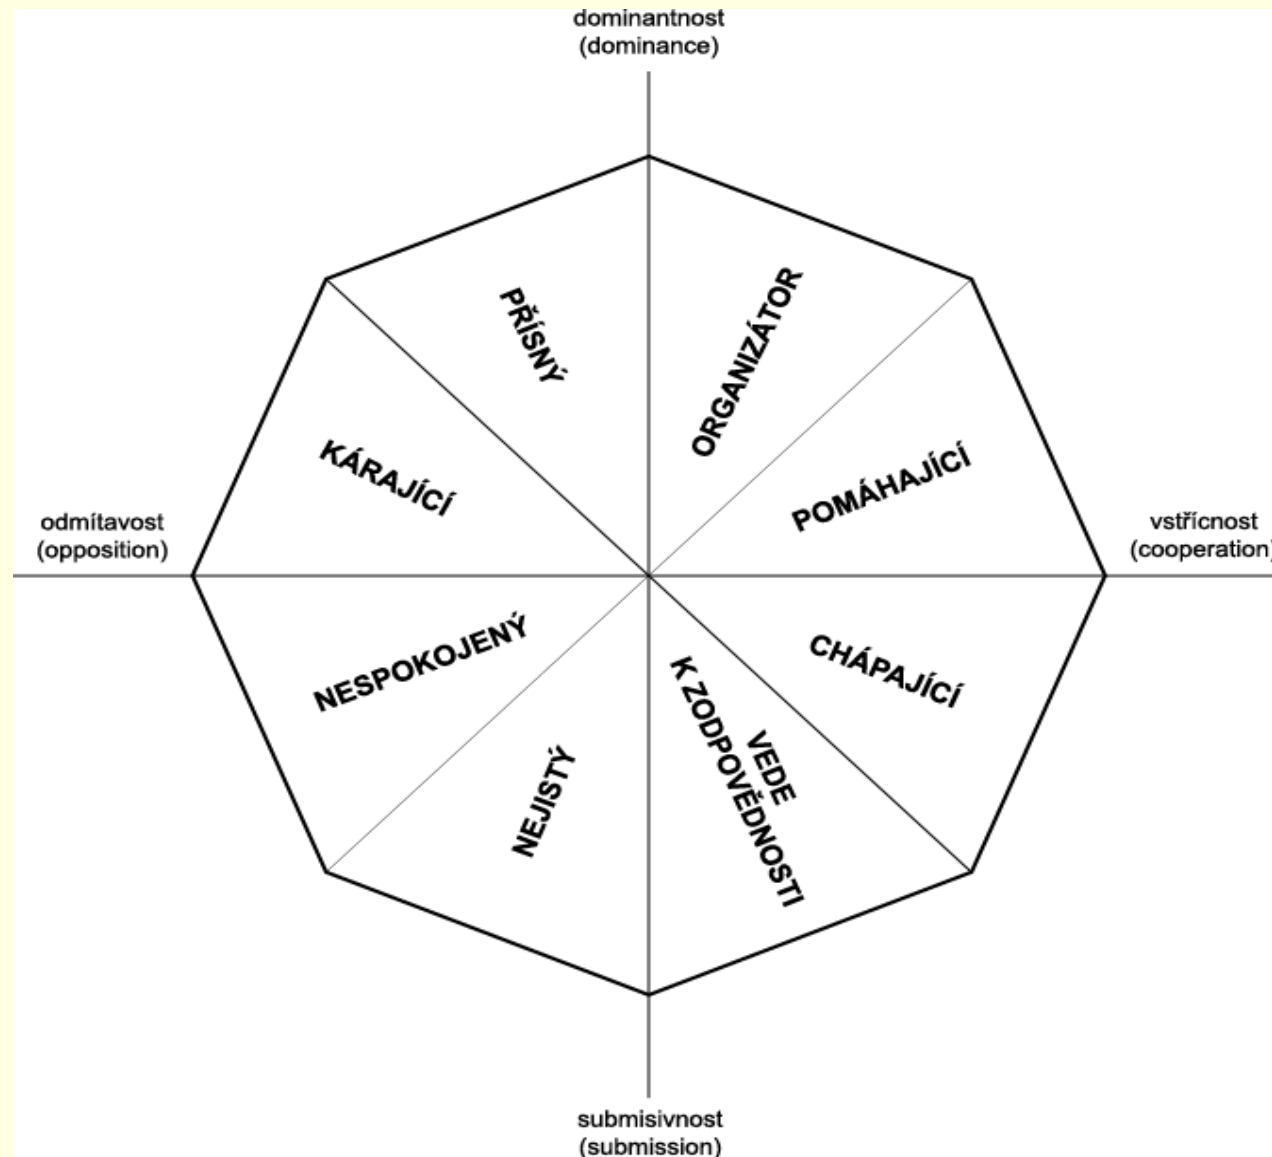 dominantnost
(dominance)
PŘÍSNÝ
ORGANIZÁTOR
KÁRAJÍCÍ
POMÁHAJÍCÍ
odmítavost
(opposition)
vstřícnost
(cooperation)
NESPOKOJENÝ
CHÁPAJÍCÍ
NEJISTÝ
VEDE
K ZODPOVĚDNOSTI
submisivnost
(submission)